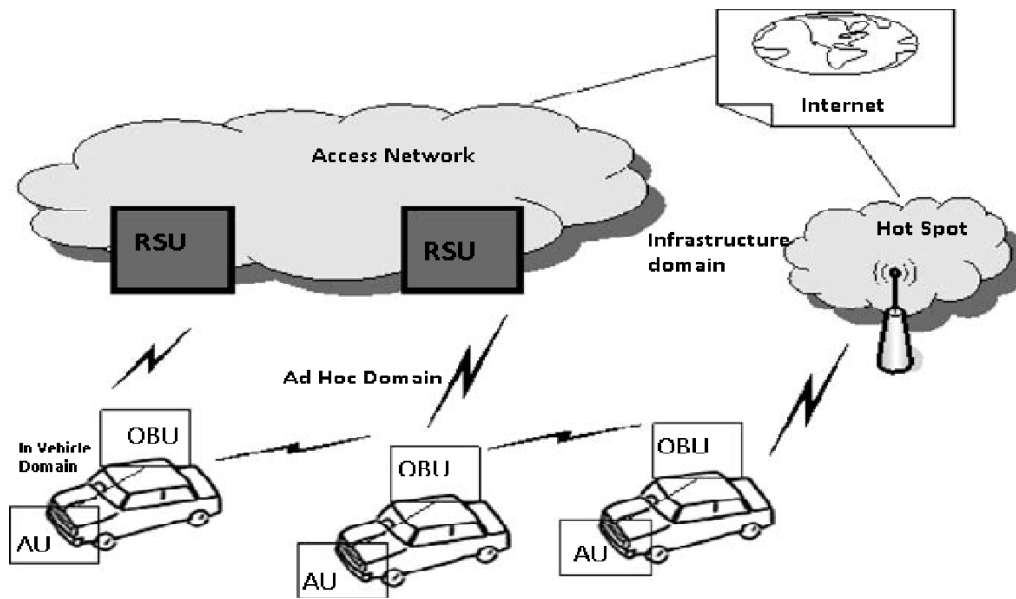 Internet
Access Network
RSU
RSU
Infrastructure
domain
Hot Spot
Ad Hoc Domain
In Vehicle
Domain
OBU
OBU
OBU
AU
AU
AU